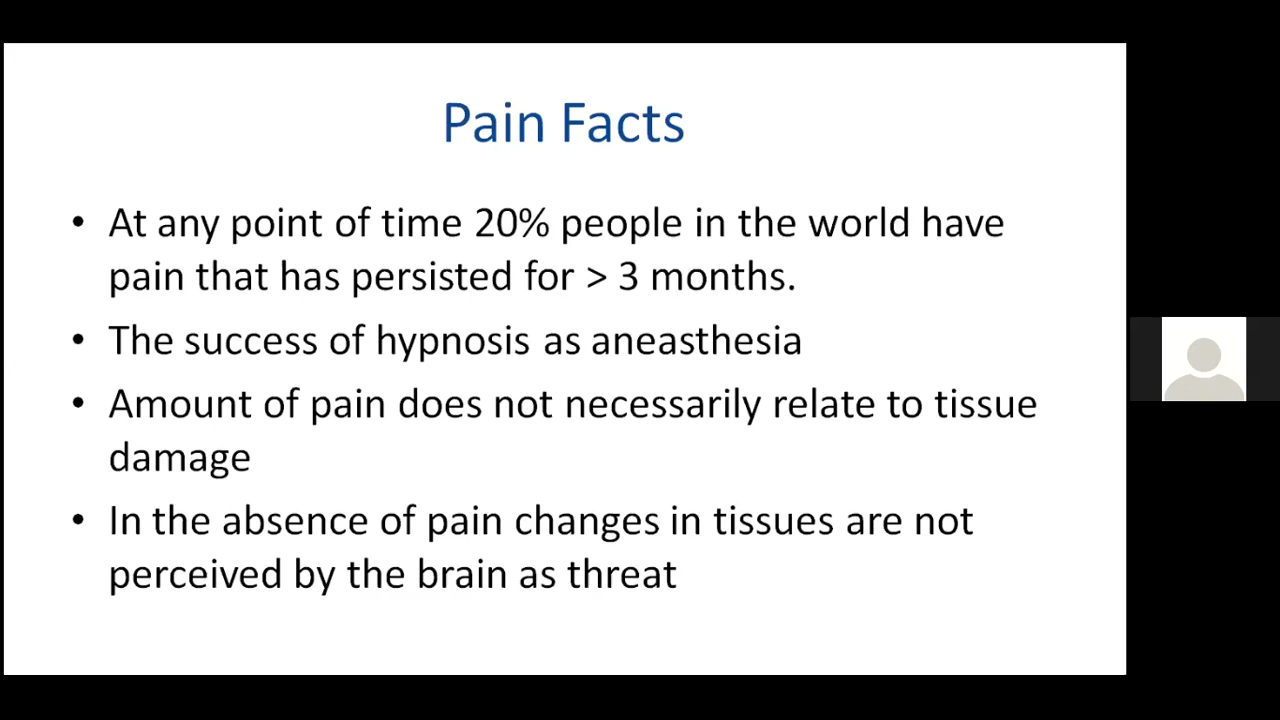 Pain Facts
• At any point of time 20% people in the world have
pain that has persisted for > 3 months.
• The success of hypnosis as aneasthesia
• Amount of pain does not necessarily relate to tissue
damage
• In the absence of pain changes in tissues are not
perceived by the brain as threat